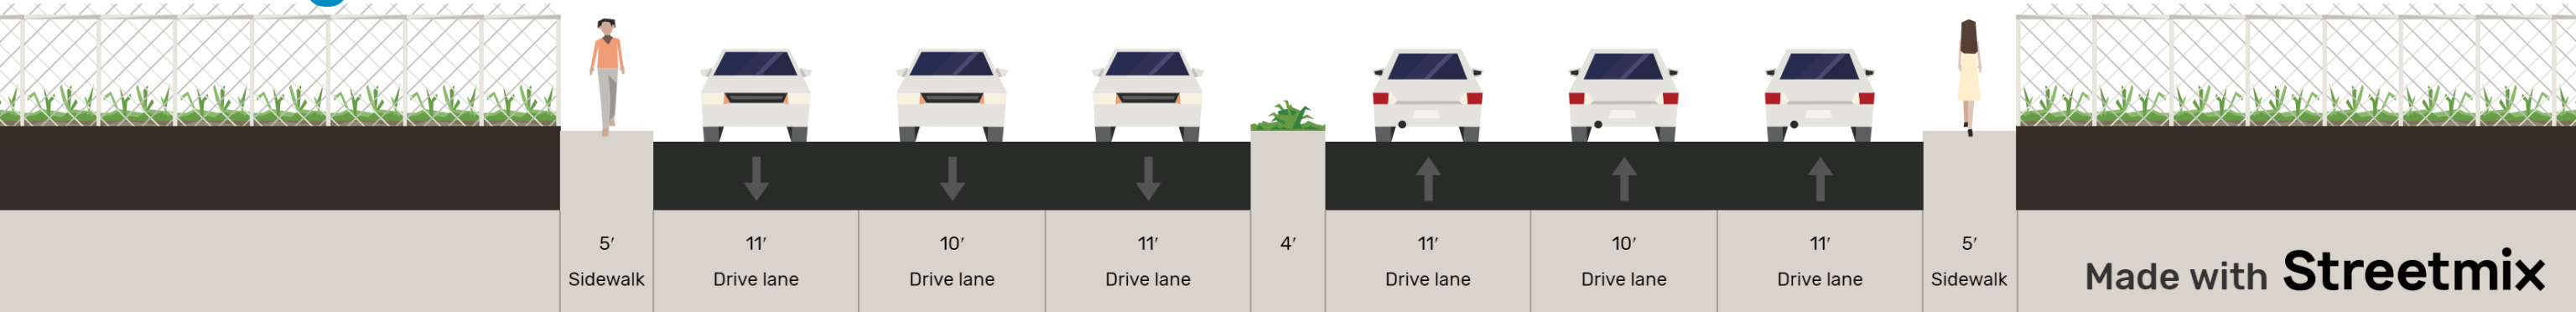 5′
Sidewalk
11′
Drive lane
10′
Drive lane
11′
Drive lane
4′
11′
Drive lane
10′
Drive lane
11′
Drive lane
5′
Sidewalk
Made with Streetmix